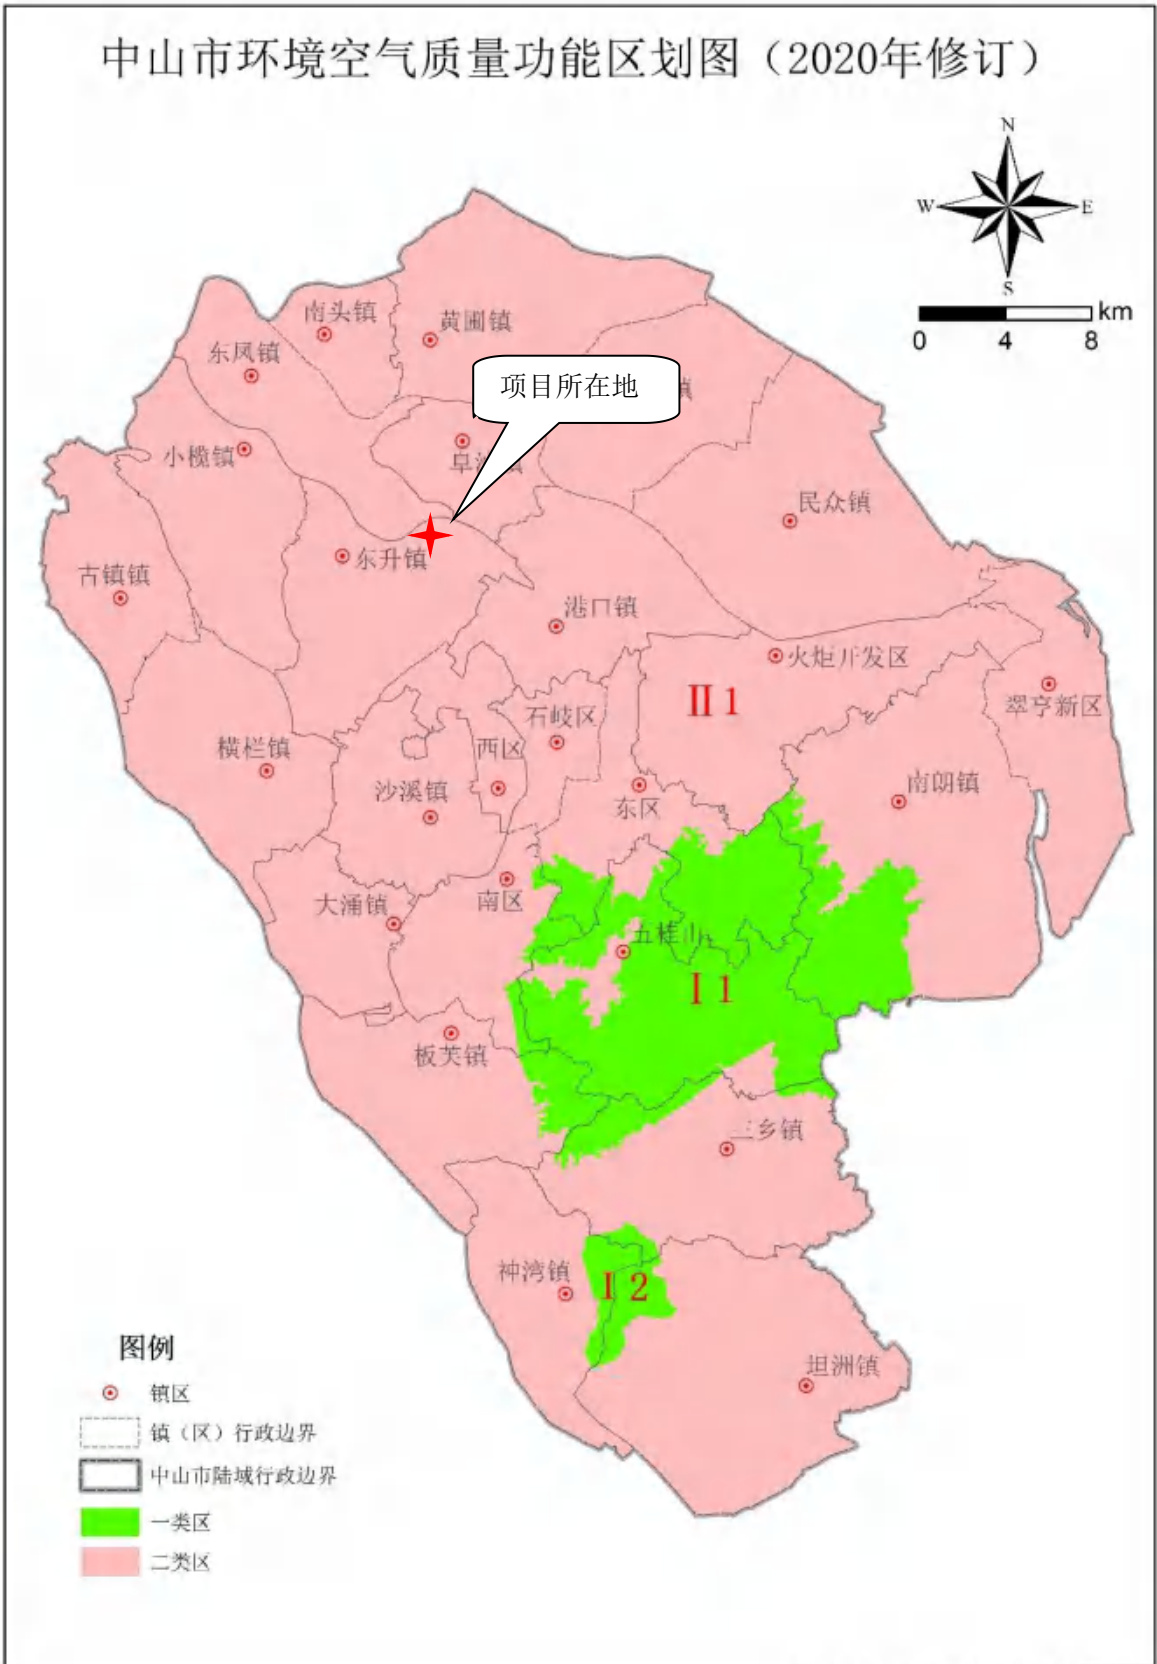 中山市环境空气质量功能区划图（2020年修订）
N
W
E
S
km
0 4 8
南头镇
黄圃镇
东凤镇
项目所在地
镇
小榄镇
阜沙镇
民众镇
东升镇
古镇镇
港口镇
火炬开发区
翠亨新区
II 1
石岐区
西区
横栏镇
沙溪镇
东区
南朗镇
南区
大涌镇
五桂山
I 1
板芙镇
三乡镇
神湾镇
I 2
坦洲镇
图例
镇区
镇（区）行政边界
中山市陆域行政边界
一类区
二类区